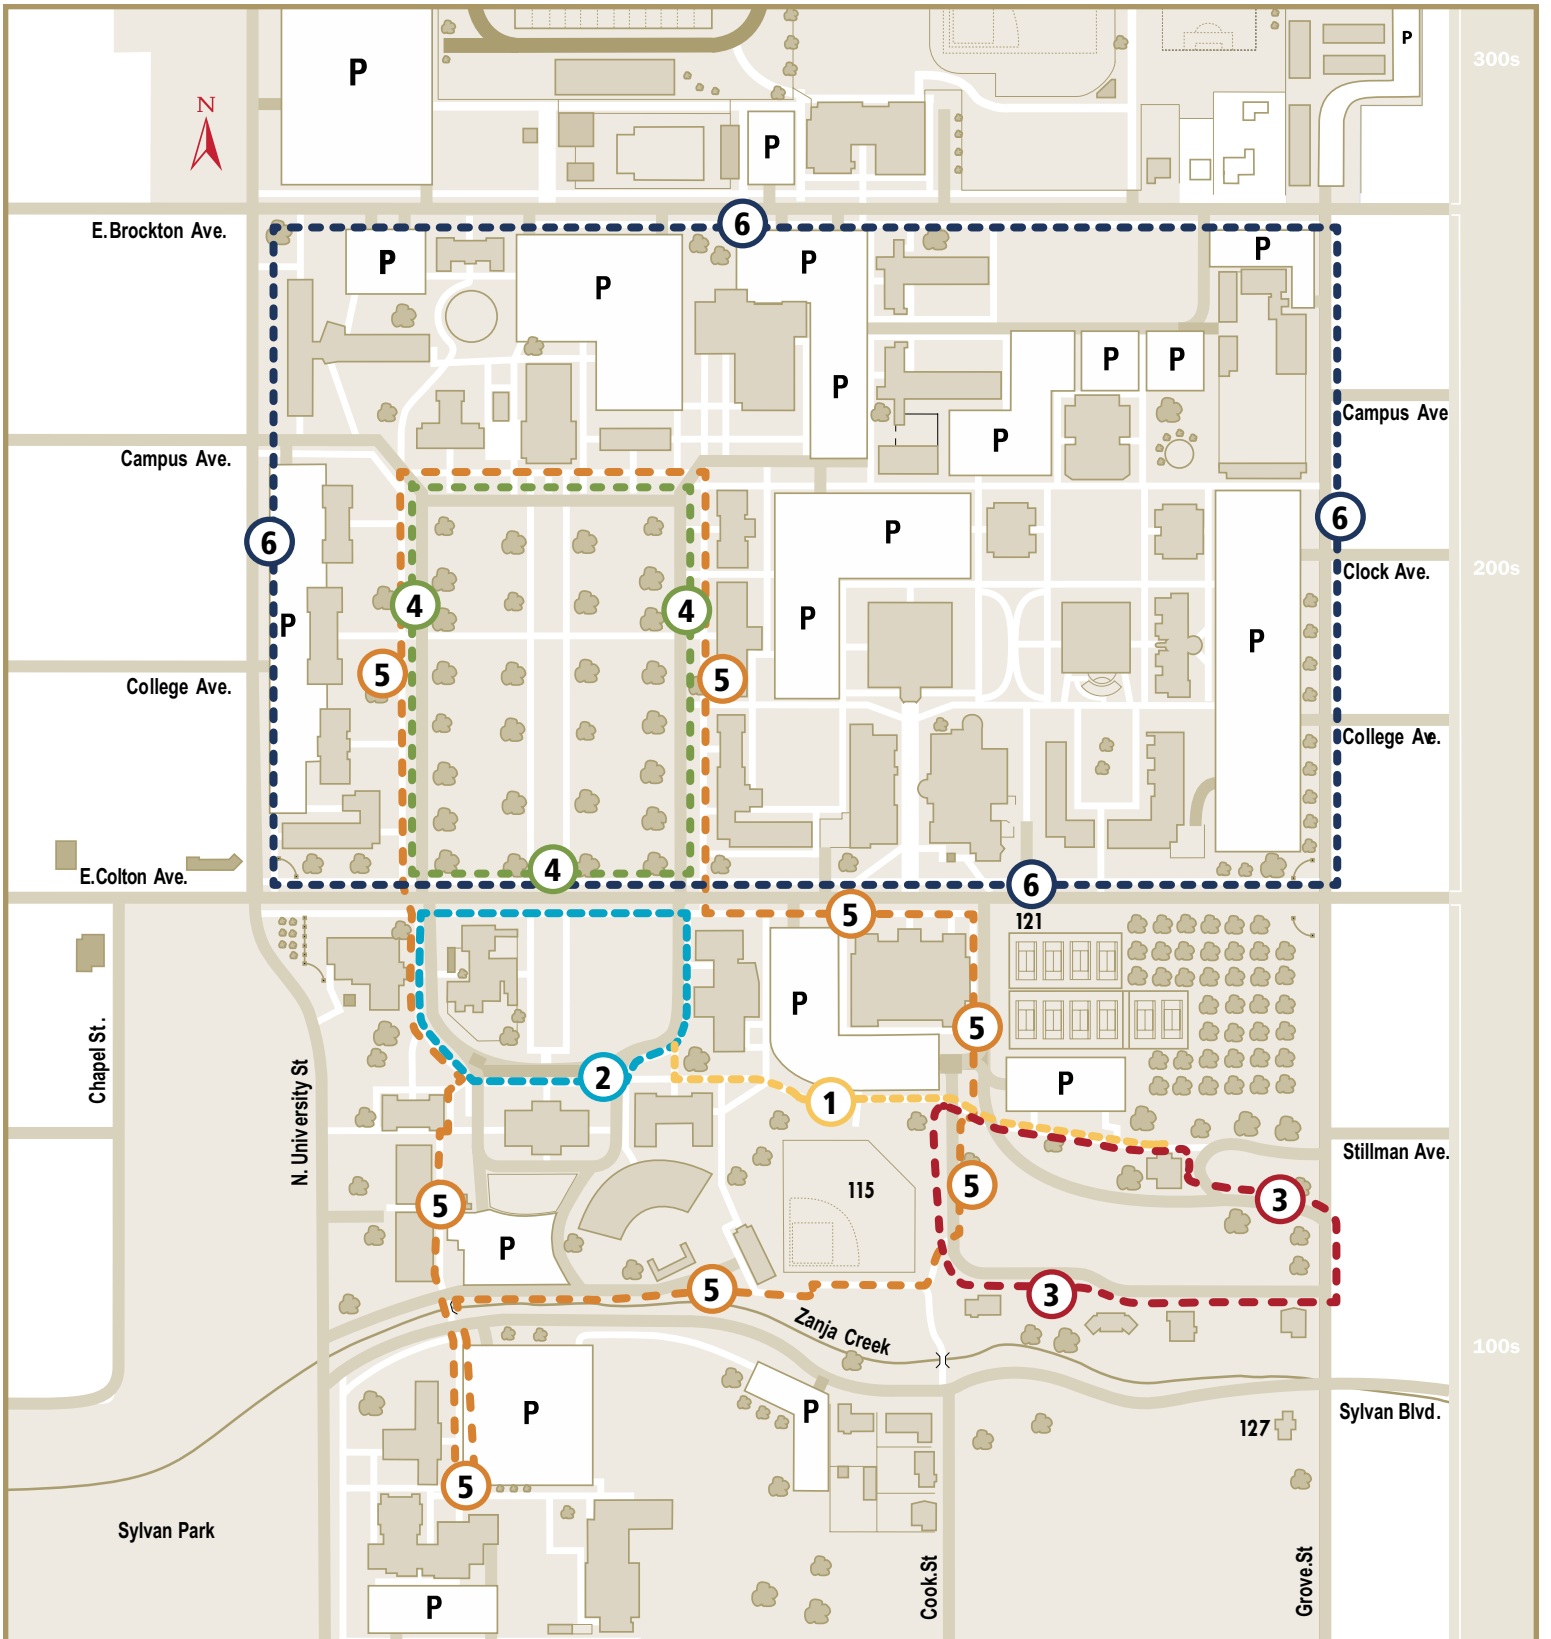 P
P
300s
N
P
E.Brockton Ave.
6
P
P
P
P
P
P
P
Campus Ave
P
Campus Ave.
6
6
P
200s
Clock Ave.
4
4
P
P
P
5
5
College Ave.
College Ave.
4
E.Colton Ave.
6
5
121
P
5
Chapel St.
N. University St
2
P
1
Stillman Ave.
115
5
3
5
P
5
3
Zanja Creek
100s
P
P
Sylvan Blvd.
127
5
Sylvan Park
Cook.St
Grove.St
P